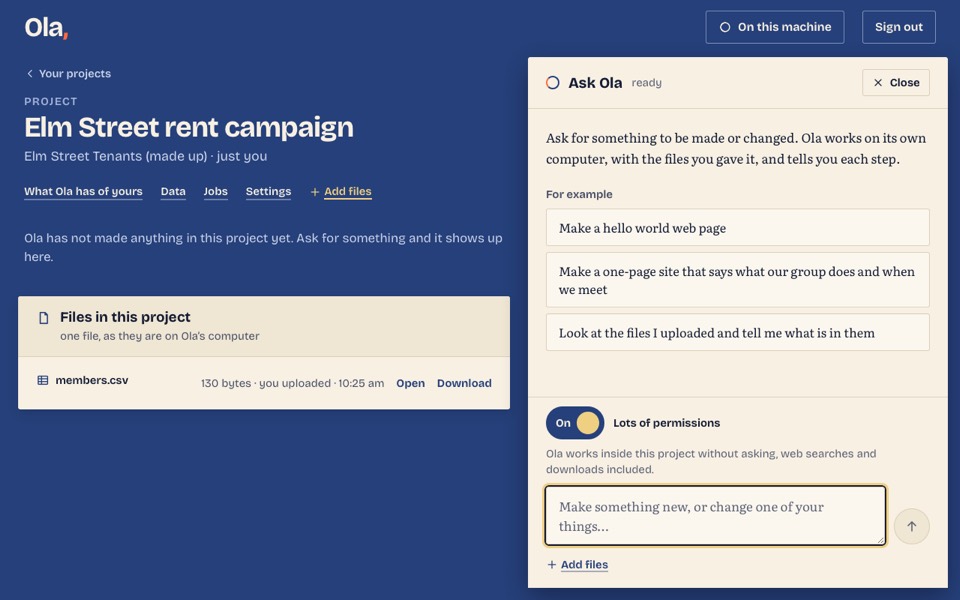 Ola,
On this machine
Sign out
Your projects
PROJECT
Elm Street rent campaign
Elm Street Tenants (made up) · just you
What Ola has of yours
Data
Jobs
Settings
+ Add files
Ola has not made anything in this project yet. Ask for something and it shows up
here.
Files in this project
one file, as they are on Ola's computer
members.csv
130 bytes · you uploaded · 10:25 am
Open
Download
Ask Ola
ready
Close
Ask for something to be made or changed. Ola works on its own
computer, with the files you gave it, and tells you each step.
For example
Make a hello world web page
Make a one-page site that says what our group does and when
we meet
Look at the files I uploaded and tell me what is in them
On
Lots of permissions
Ola works inside this project without asking, web searches and
downloads included.
Make something new, or change one of your
things...
+ Add files